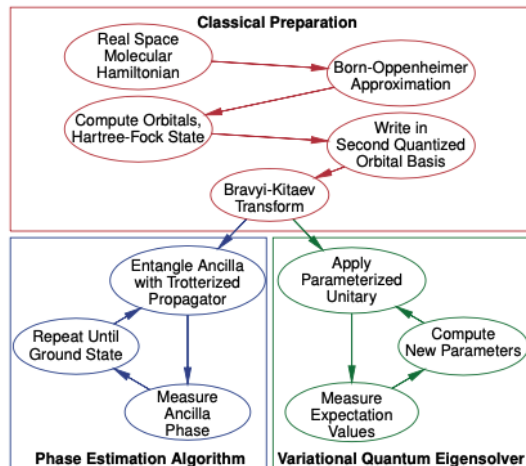 Classical Preparation
Real Space
Molecular
Hamiltonian
Born-Oppenheimer
Approximation
Compute Orbitals,
Hartree-Fock State
Write in
Second Quantized
Orbital Basis
Bravyi-Kitaev
Transform
Entangle Ancilla
with Trotterized
Propagator
Repeat Until
Ground State
Measure
Ancilla
Phase
Phase Estimation Algorithm
Apply
Parameterized
Unitary
Compute
New Parameters
Measure
Expectation
Values
Variational Quantum Eigensolver